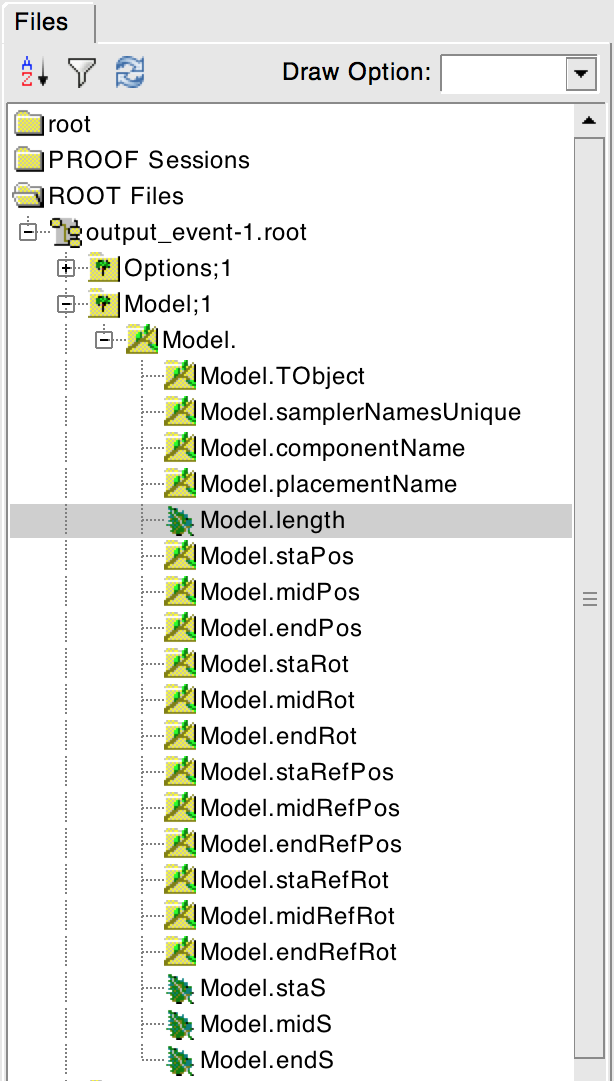 Files
A
Z
Draw Option:
root
PROOF Sessions
ROOT Files
output_event-1.root
Options;1
Model;1
Model.
Model.TObject
Model.samplerNamesUnique
Model.componentName
Model.placementName
Model.length
Model.staPos
Model.midPos
Model.endPos
Model.staRot
Model.midRot
Model.endRot
Model.staRefPos
Model.midRefPos
Model.endRefPos
Model.staRefRot
Model.midRefRot
Model.endRefRot
Model.staS
Model.midS
Model.endS